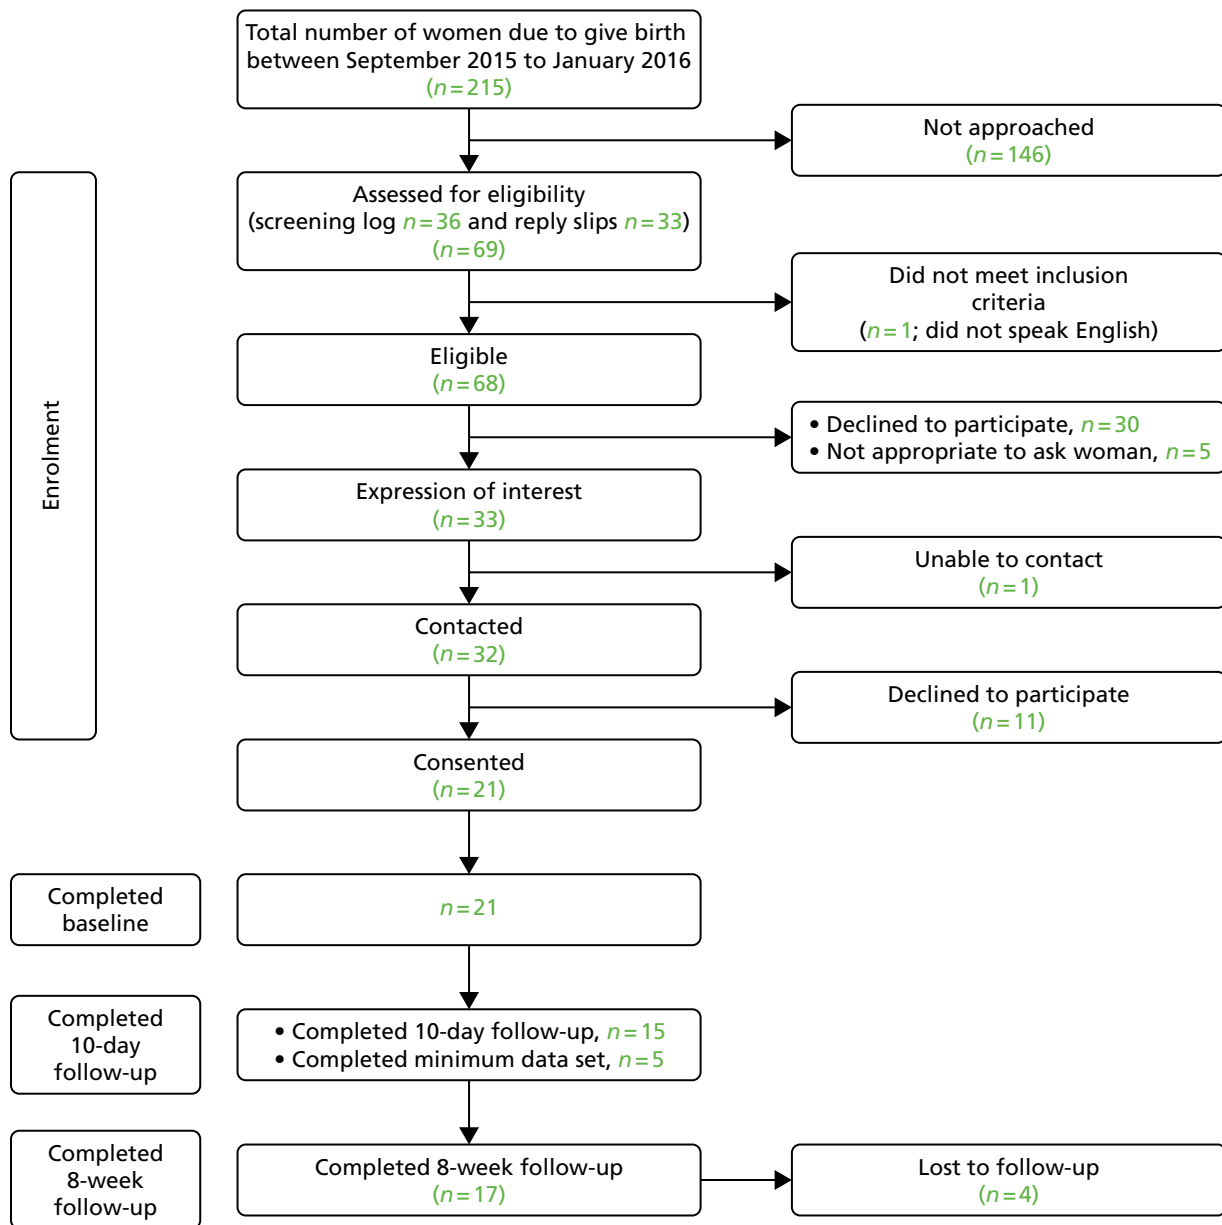 Total number of women due to give birth
between September 2015 to January 2016
(n=215)
Not approached
(n=146)
Enrolment
Assessed for eligibility
(screening log n=36 and reply slips n=33)
(n=69)
Did not meet inclusion
criteria
(n=1; did not speak English)
Eligible
(n=68)
• Declined to participate, n=30
• Not appropriate to ask woman, n=5
Expression of interest
(n=33)
Unable to contact
(n=1)
Contacted
(n=32)
Declined to participate
(n=11)
Consented
(n=21)
Completed
baseline
n=21
Completed
10-day
follow-up
• Completed 10-day follow-up, n=15
• Completed minimum data set, n=5
Completed
8-week
follow-up
Completed 8-week follow-up
(n=17)
Lost to follow-up
(n=4)